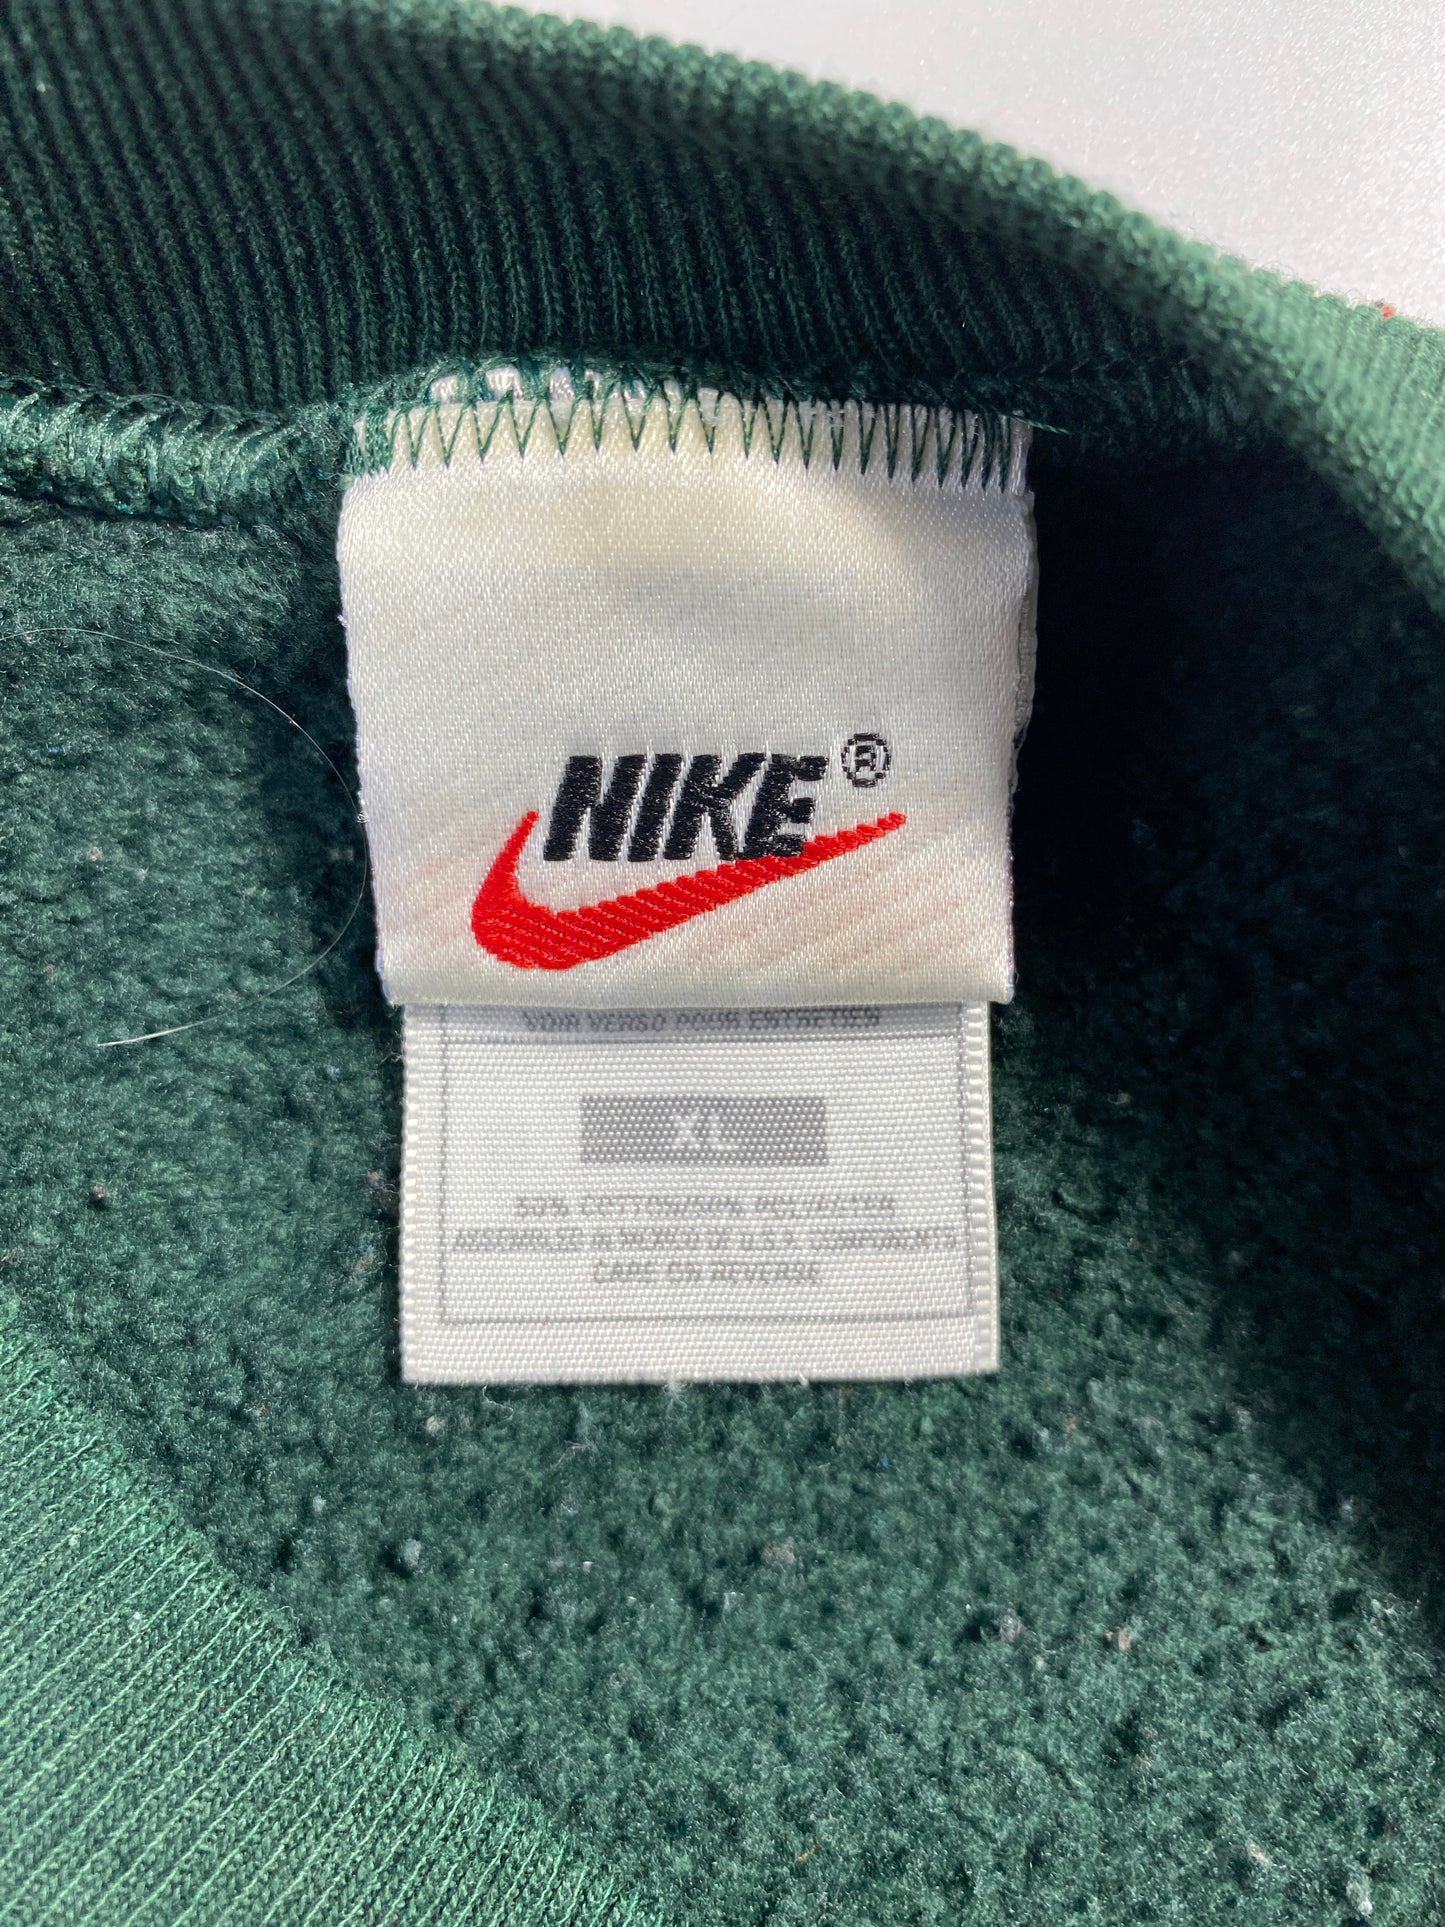 NIKE®
VOIR VERSO POUR ENTRETIEN
XL
50% COTTON/50% POLYESTER
ASSEMBLED IN MEXICO OF U.S.A. COMPONENTS
CARE ON REVERSE